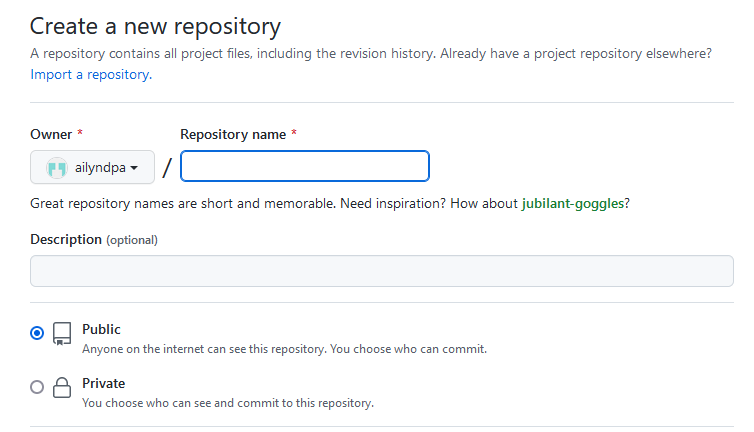 Create a new repository
A repository contains all project files, including the revision history. Already have a project repository elsewhere?
Import a repository.
Owner * Repository name *
ailyndpa /
Great repository names are short and memorable. Need inspiration? How about jubilant-goggles?
Description (optional)
Public
Anyone on the internet can see this repository. You choose who can commit.
Private
You choose who can see and commit to this repository.